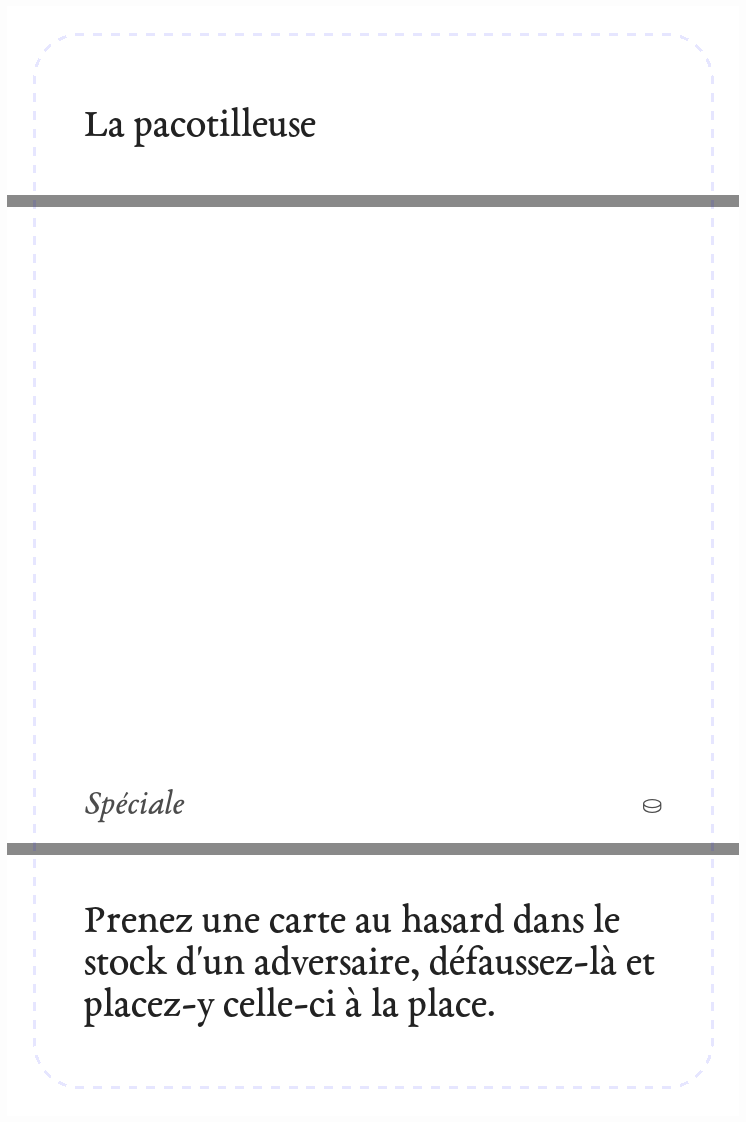 La pacotilleuse
Spéciale
Prenez une carte au hasard dans le
stock d'un adversaire, défaussez-là et
placez-y celle-ci à la place.